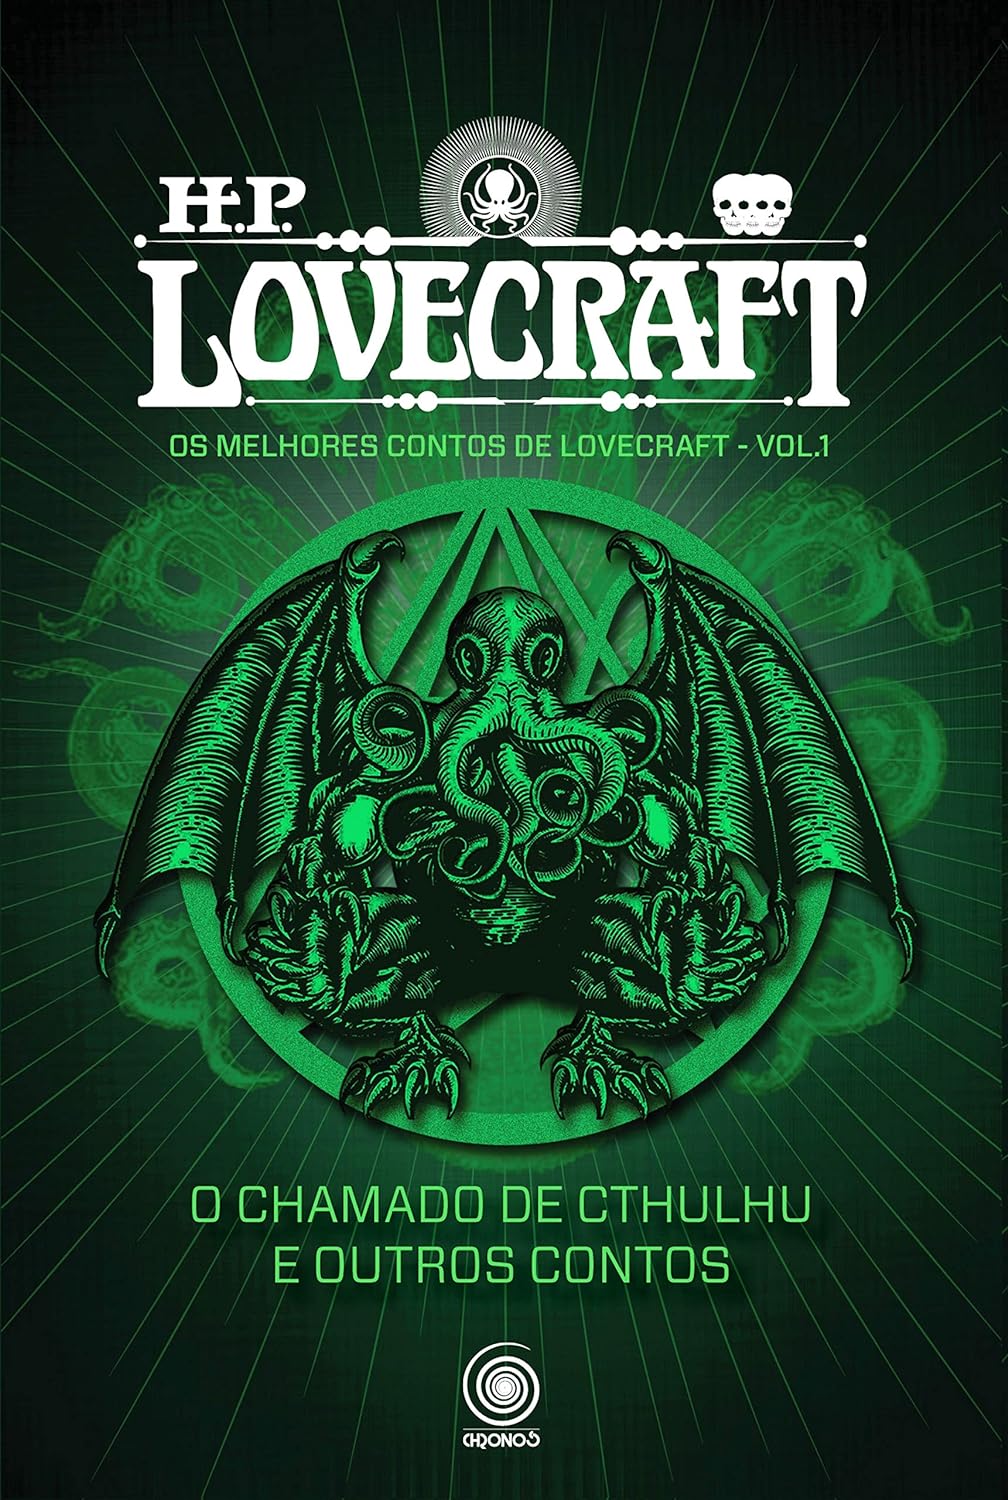 H.P.
LOVECRAFT
OS MELHORES CONTOS DE LOVECRAFT - VOL.1
O CHAMADO DE CTHULHU
E OUTROS CONTOS
CHRONOS